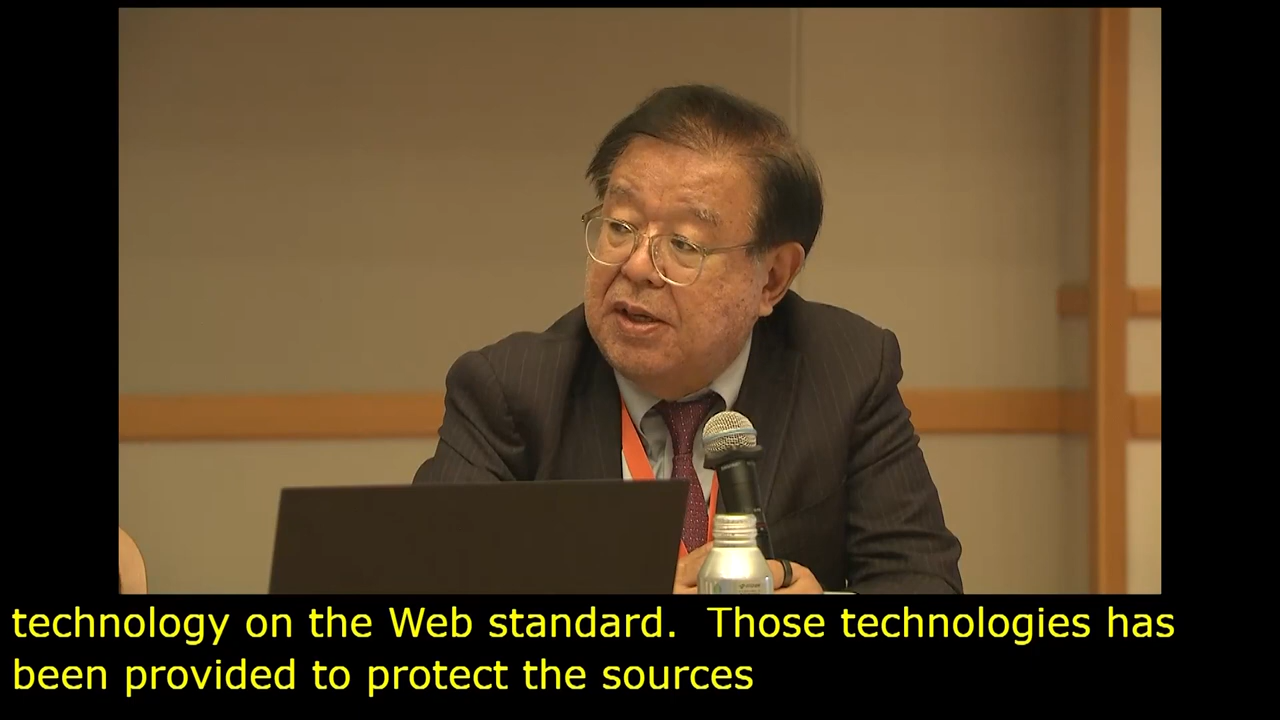 technology on the Web standard.  Those technologies has
been provided to protect the sources